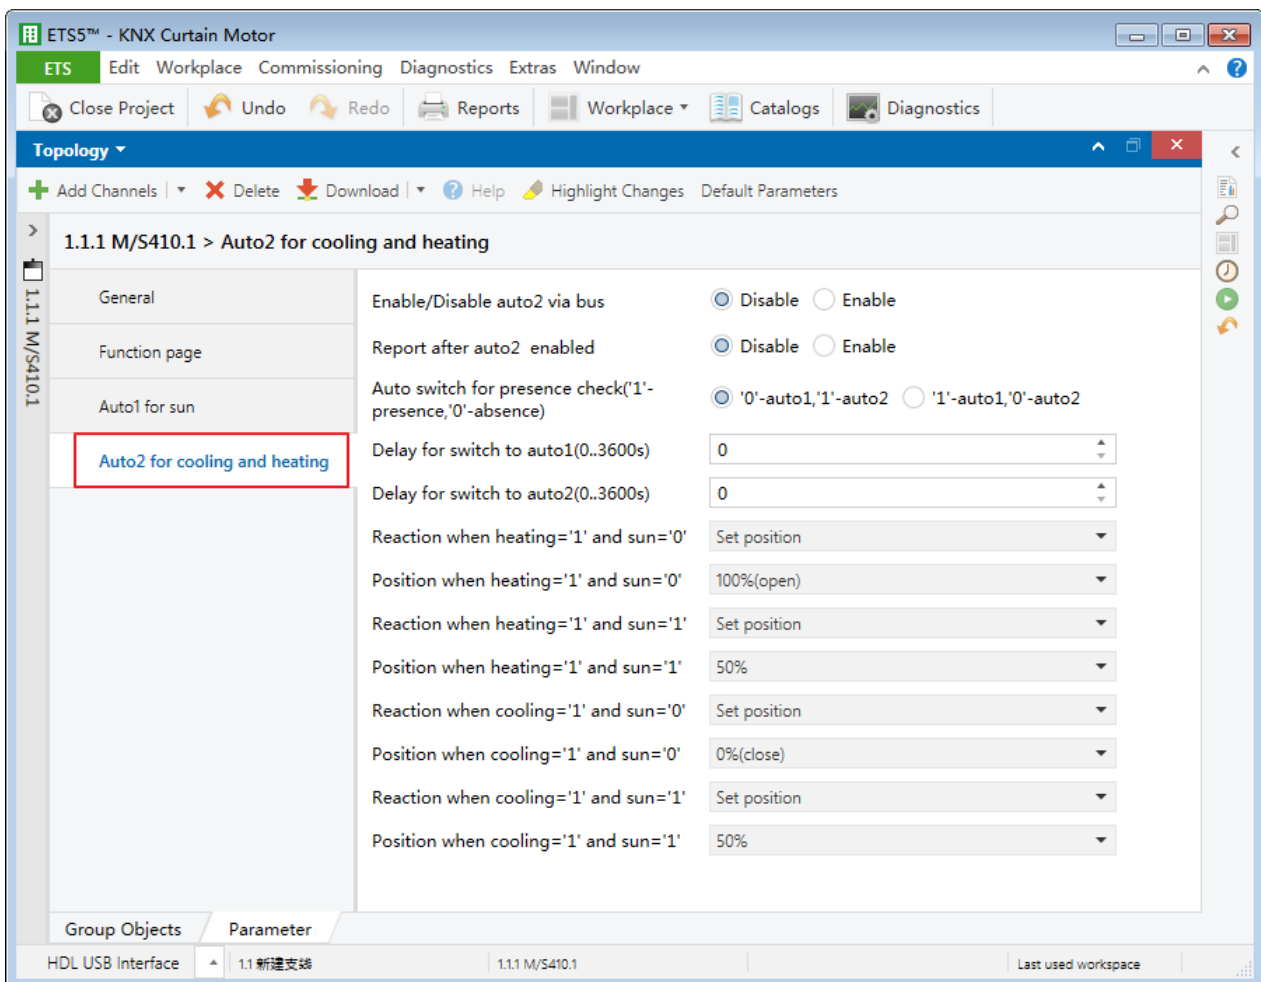 ETS5™ - KNX Curtain Motor
ETS Edit Workplace Commissioning Diagnostics Extras Window
Close Project Undo Redo Reports Workplace Catalogs Diagnostics
Topology
Add Channels Delete Download Help Highlight Changes Default Parameters
1.1.1 M/S410.1 > Auto2 for cooling and heating
1.1.1 M/S410.1
General
Function page
Auto1 for sun
Auto2 for cooling and heating
Enable/Disable auto2 via bus Disable Enable
Report after auto2 enabled Disable Enable
Auto switch for presence check('1'-
presence,'0'-absence) '0'-auto1,'1'-auto2 '1'-auto1,'0'-auto2
Delay for switch to auto1(0..3600s) 0
Delay for switch to auto2(0..3600s) 0
Reaction when heating='1' and sun='0' Set position
Position when heating='1' and sun='0' 100%(open)
Reaction when heating='1' and sun='1' Set position
Position when heating='1' and sun='1' 50%
Reaction when cooling='1' and sun='0' Set position
Position when cooling='1' and sun='0' 0%(close)
Reaction when cooling='1' and sun='1' Set position
Position when cooling='1' and sun='1' 50%
Group Objects Parameter
HDL USB Interface 1.1 新建支线 1.1.1 M/S410.1 Last used workspace